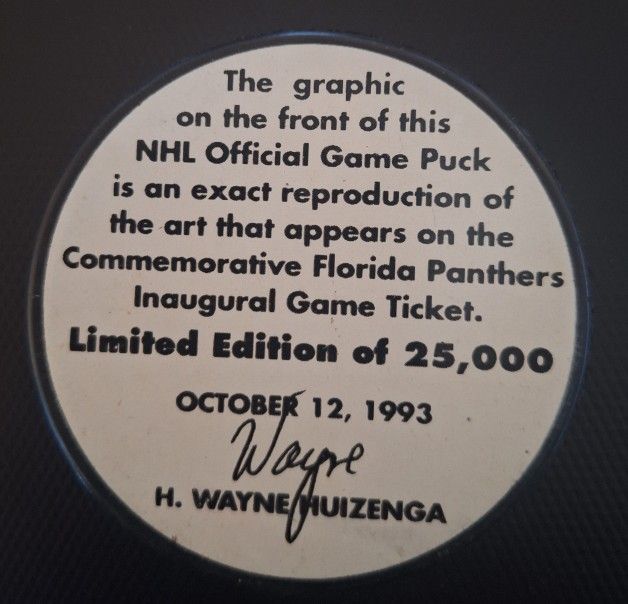 The graphic
on the front of this
NHL Official Game Puck
is an exact reproduction of
the art that appears on the
Commemorative Florida Panthers
Inaugural Game Ticket.
Limited Edition of 25,000
OCTOBER 12, 1993
Wayne
H. WAYNE HUIZENGA